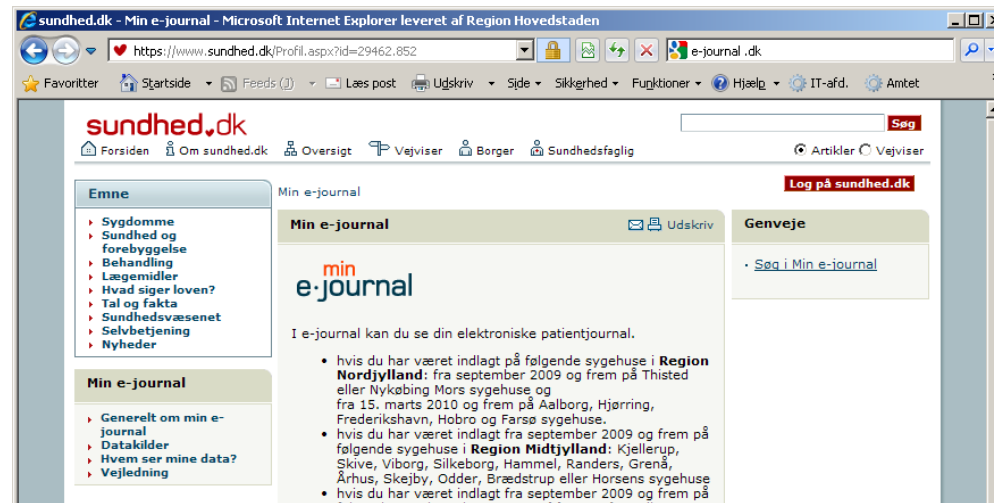 sundhed.dk - Min e-journal - Microsoft Internet Explorer leveret af Region Hovedstaden
https://www.sundhed.dk/Profil.aspx?id=29462.852
e-journal .dk
Favoritter Startside Feeds (J) Læs post Udskriv Side Sikkerhed Funktioner Hjælp IT-afd. Amtet
sundhed.dk
Søg
Forsiden Om sundhed.dk Oversigt Vejviser Borger Sundhedsfaglig
Artikler Vejviser
Log på sundhed.dk
Emne
Sygdomme
Sundhed og
forebyggelse
Behandling
Lægemidler
Hvad siger loven?
Tal og fakta
Sundhedsvæsenet
Selvbetjening
Nyheder
Min e-journal
Generelt om min e-
journal
Datakilder
Hvem ser mine data?
Vejledning
Min e-journal
Min e-journal Udskriv
min
e·journal
I e-journal kan du se din elektroniske patientjournal.
• hvis du har været indlagt på følgende sygehuse i Region
Nordjylland: fra september 2009 og frem på Thisted
eller Nykøbing Mors sygehuse og
fra 15. marts 2010 og frem på Aalborg, Hjørring,
Frederikshavn, Hobro og Farsø sygehuse.
• hvis du har været indlagt fra september 2009 og frem på
følgende sygehuse i Region Midtjylland: Kjellerup,
Skive, Viborg, Silkeborg, Hammel, Randers, Grenå,
Århus, Skejby, Odder, Brædstrup eller Horsens sygehuse
• hvis du har været indlagt fra september 2009 og frem på
Genveje
· Søg i Min e-journal